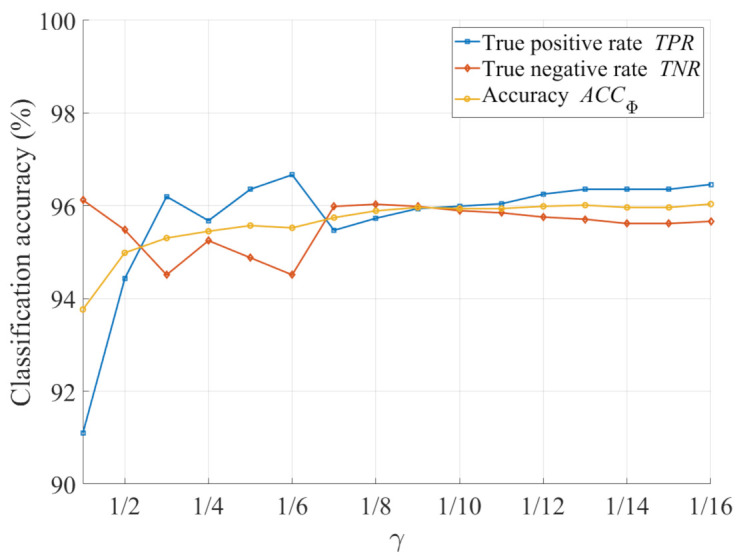 100
98
96
94
92
90
Classification accuracy (%)
True positive rate TPR
True negative rate TNR
Accuracy ACC_Φ
1/2 1/4 1/6 1/8 1/10 1/12 1/14 1/16
γ